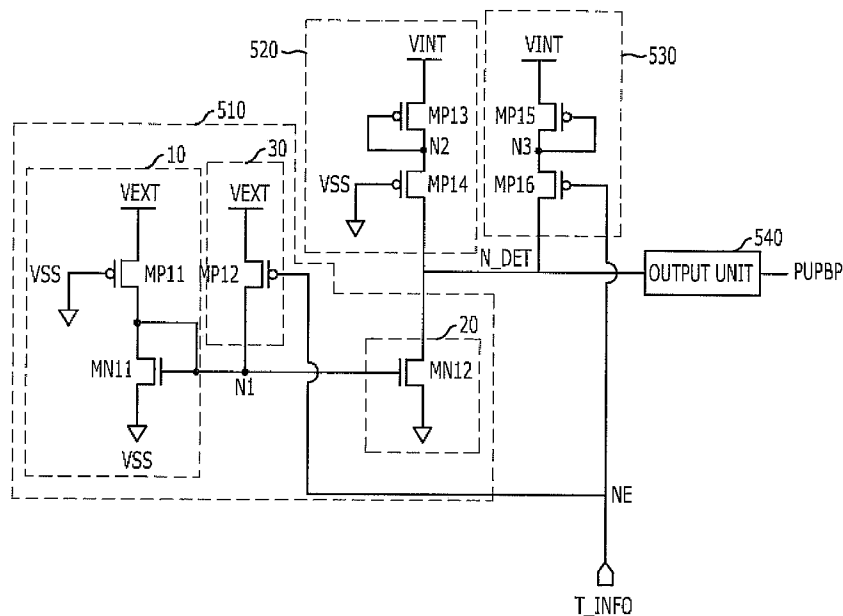 520
VINT
VINT
530
MP13
MP15
510
N2
N3
10
30
VSS
MP14
MP16
VEXT
VEXT
540
N_DET
OUTPUT UNIT
PUPBP
VSS
MP11
MP12
20
MN11
N1
MN12
VSS
NE
T_INFO